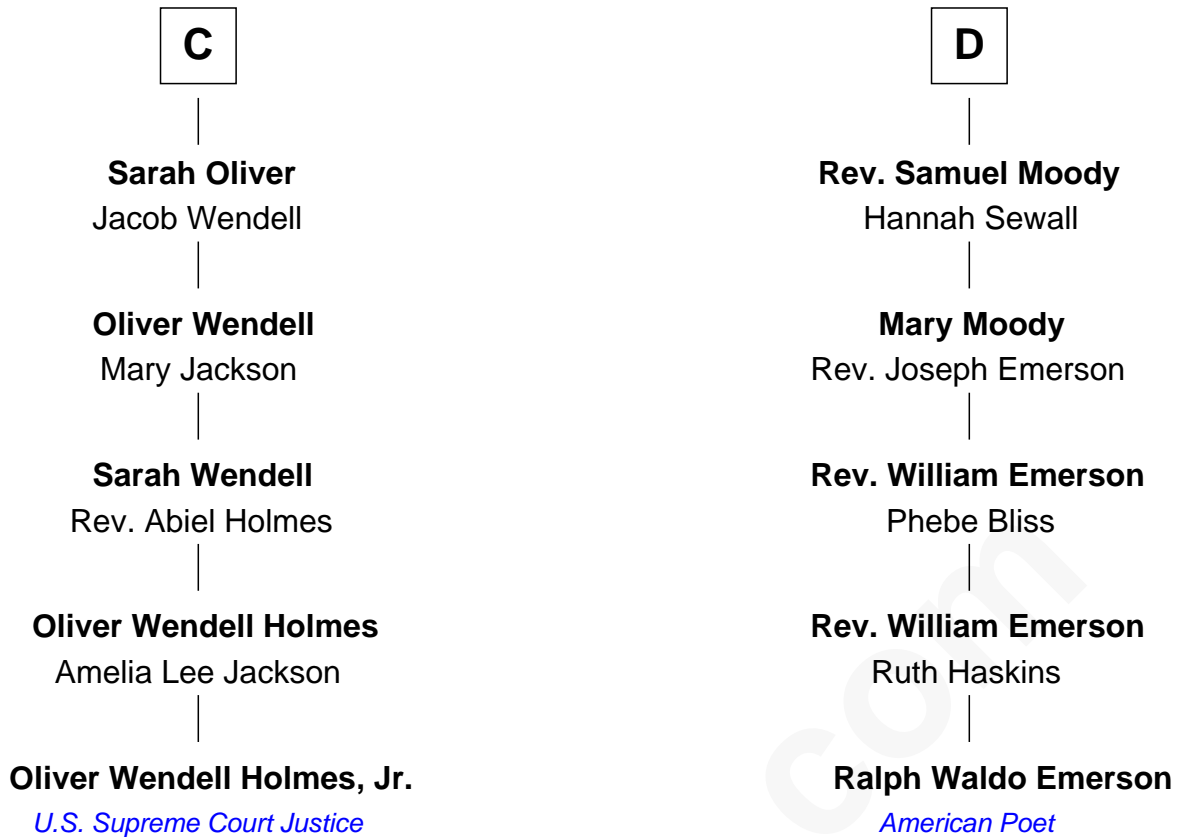 C
Sarah Oliver
Jacob Wendell
Oliver Wendell
Mary Jackson
Sarah Wendell
Rev. Abiel Holmes
Oliver Wendell Holmes
Amelia Lee Jackson
Oliver Wendell Holmes, Jr.
U.S. Supreme Court Justice
D
Rev. Samuel Moody
Hannah Sewall
Mary Moody
Rev. Joseph Emerson
Rev. William Emerson
Phebe Bliss
Rev. William Emerson
Ruth Haskins
Ralph Waldo Emerson
American Poet
com